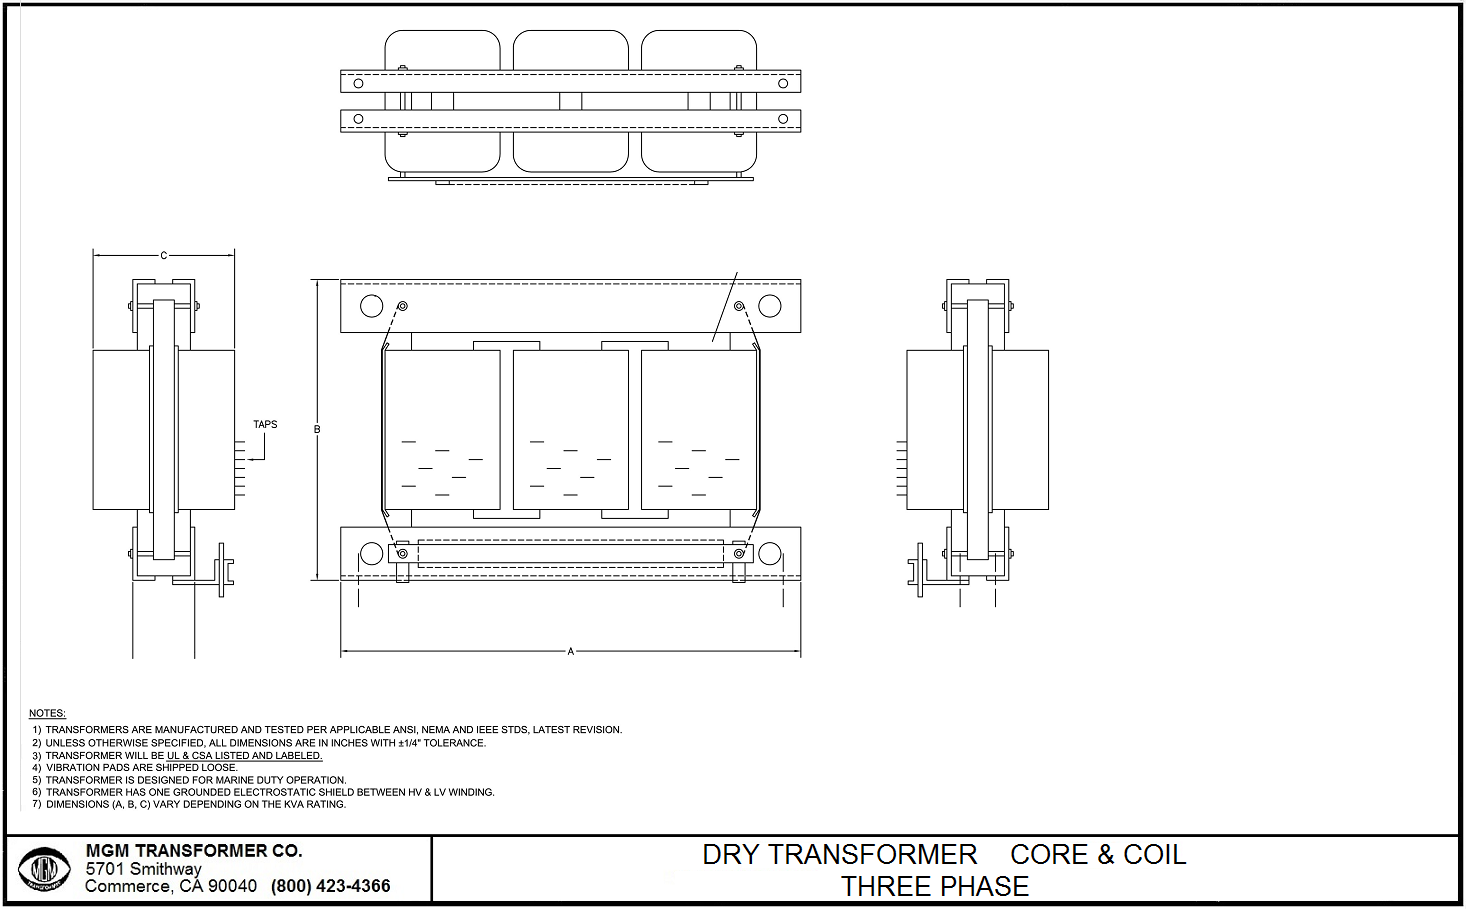 C
TAPS
B
A
NOTES:
1) TRANSFORMERS ARE MANUFACTURED AND TESTED PER APPLICABLE ANSI, NEMA AND IEEE STDS, LATEST REVISION.
2) UNLESS OTHERWISE SPECIFIED, ALL DIMENSIONS ARE IN INCHES WITH ±1/4" TOLERANCE.
3) TRANSFORMER WILL BE UL & CSA LISTED AND LABELED.
4) VIBRATION PADS ARE SHIPPED LOOSE.
5) TRANSFORMER IS DESIGNED FOR MARINE DUTY OPERATION.
6) TRANSFORMER HAS ONE GROUNDED ELECTROSTATIC SHIELD BETWEEN HV & LV WINDING.
7) DIMENSIONS (A, B, C) VARY DEPENDING ON THE KVA RATING.
MGM
MGM TRANSFORMER CO.
5701 Smithway
Commerce, CA 90040 (800) 423-4366
DRY TRANSFORMER CORE & COIL
THREE PHASE